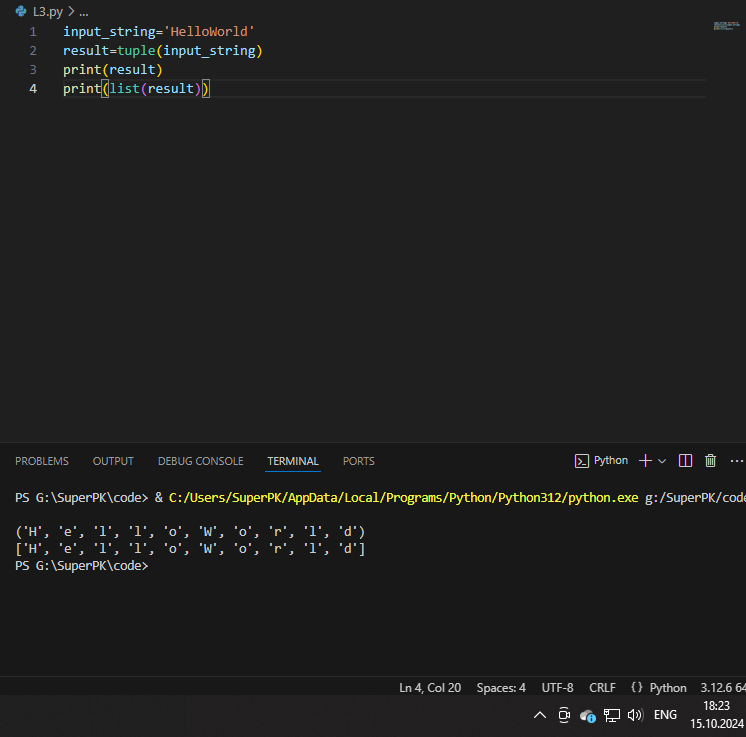 L3.py > ...
1 input_string='HelloWorld'
2 result=tuple(input_string)
3 print(result)
4 print(list(result))
PROBLEMS OUTPUT DEBUG CONSOLE TERMINAL PORTS
Python
PS G:\SuperPK\code> & C:/Users/SuperPK/AppData/Local/Programs/Python/Python312/python.exe g:/SuperPK/code
('H', 'e', 'l', 'l', 'o', 'W', 'o', 'r', 'l', 'd')
['H', 'e', 'l', 'l', 'o', 'W', 'o', 'r', 'l', 'd']
PS G:\SuperPK\code>
Ln 4, Col 20 Spaces: 4 UTF-8 CRLF {} Python 3.12.6 64
ENG
18:23
15.10.2024